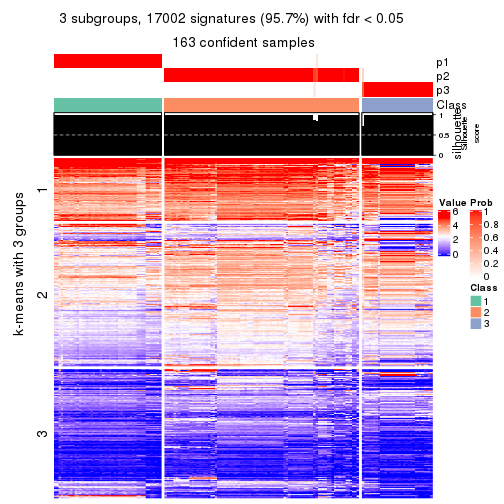 3 subgroups, 17002 signatures (95.7%) with fdr < 0.05
163 confident samples
p1
p2
p3
Class
silhouette
Silhouette
score
1
0.5
0
k-means with 3 groups
1
2
3
Value
6
4
2
0
Prob
1
0.8
0.6
0.4
0.2
0
Class
1
2
3